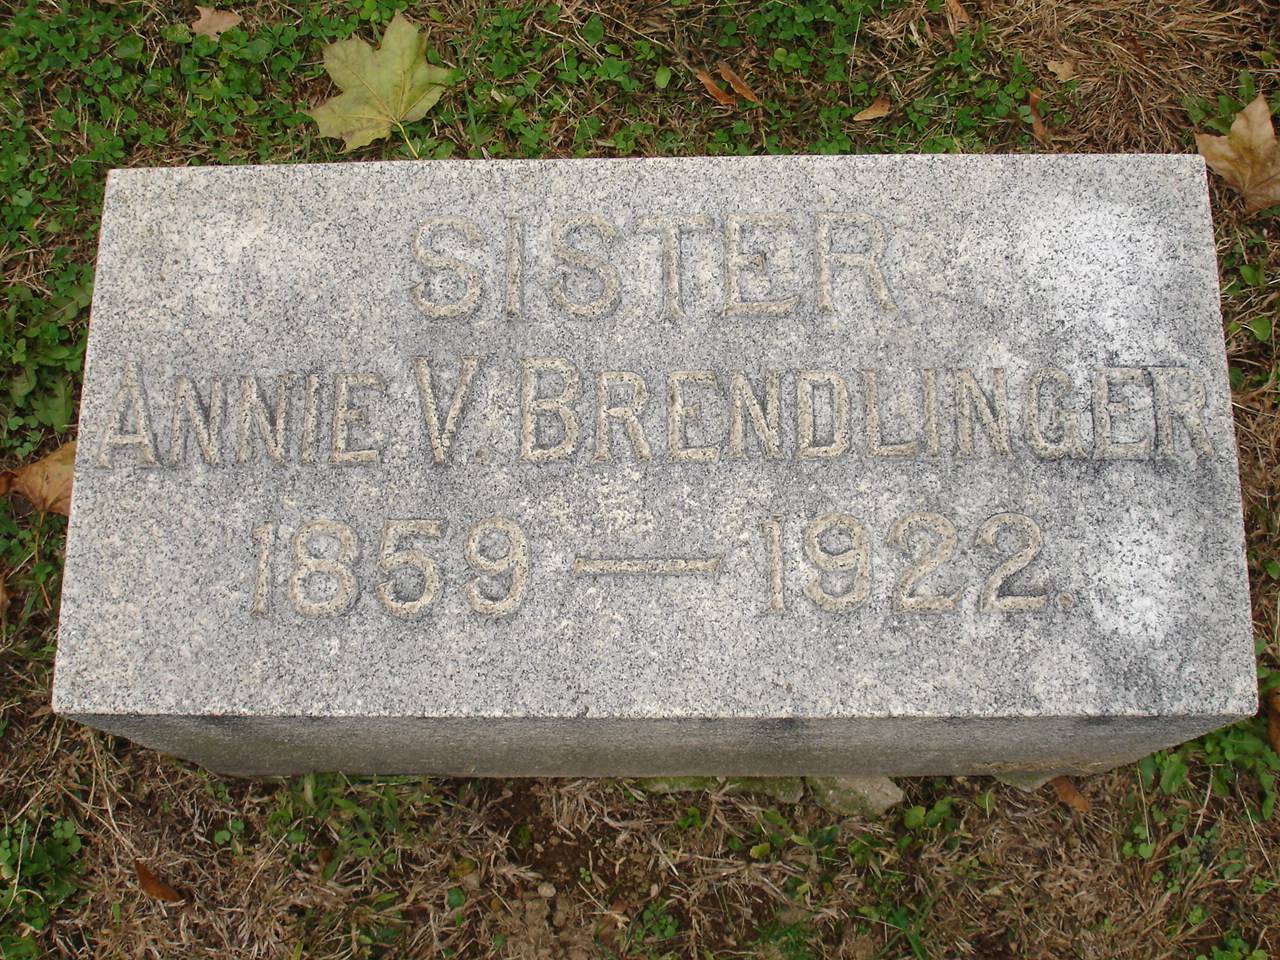 SISTER
ANNIE V. BRENDLINGER
1859 — 1922.